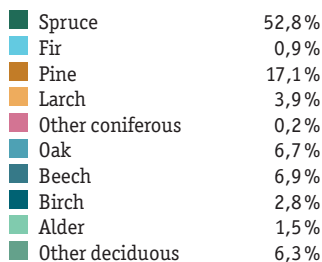 Spruce 52,8%
Fir 0,9%
Pine 17,1%
Larch 3,9%
Other coniferous 0,2%
Oak 6,7%
Beech 6,9%
Birch 2,8%
Alder 1,5%
Other deciduous 6,3%